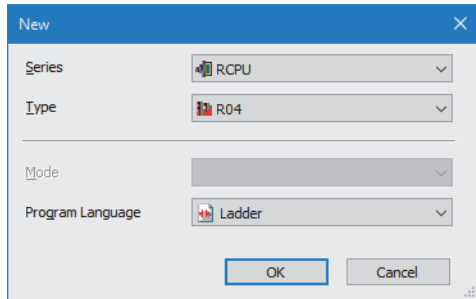 New
Series RCPU
Type R04
Mode
Program Language Ladder
OK Cancel